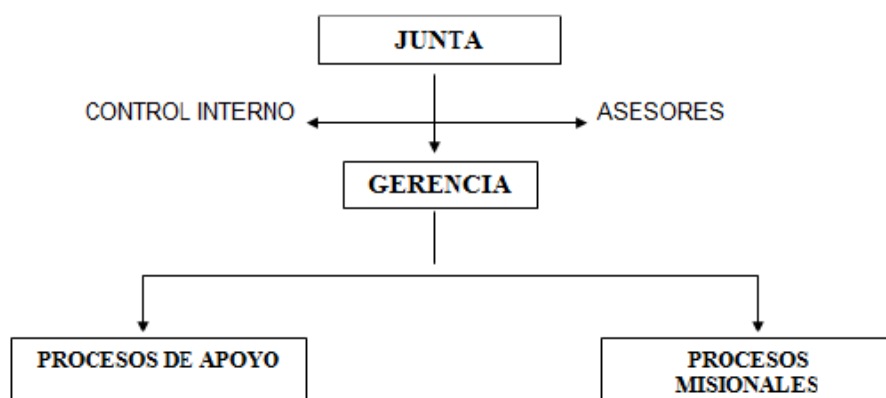 JUNTA
CONTROL INTERNO
ASESORES
GERENCIA
PROCESOS DE APOYO
PROCESOS
MISIONALES